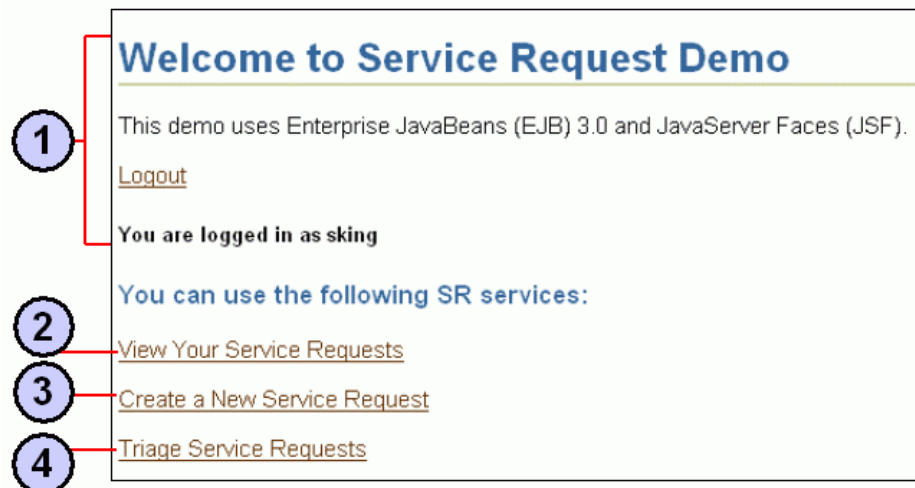 Welcome to Service Request Demo
1
This demo uses Enterprise JavaBeans (EJB) 3.0 and JavaServer Faces (JSF).
Logout
You are logged in as sking
You can use the following SR services:
2
View Your Service Requests
3
Create a New Service Request
4
Triage Service Requests